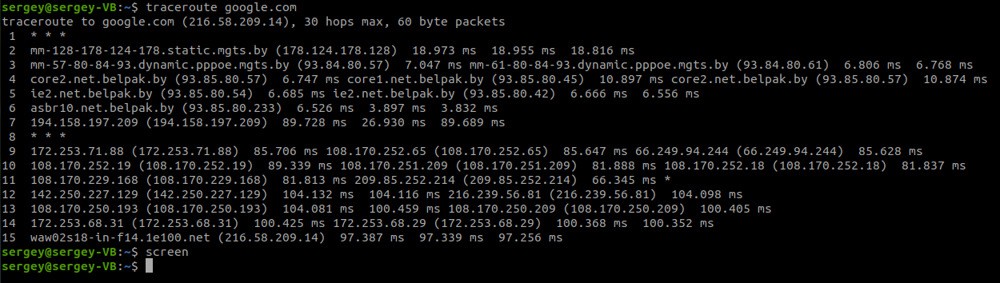 sergey@sergey-VB:~$ traceroute google.com
traceroute to google.com (216.58.209.14), 30 hops max, 60 byte packets
 1  * * *
 2  mm-128-178-124-178.static.mgts.by (178.124.178.128)  18.973 ms  18.955 ms  18.816 ms
 3  mm-57-80-84-93.dynamic.pppoe.mgts.by (93.84.80.57)  7.047 ms mm-61-80-84-93.dynamic.pppoe.mgts.by (93.84.80.61)  6.806 ms  6.768 ms
 4  core2.net.belpak.by (93.85.80.57)  6.747 ms core1.net.belpak.by (93.85.80.45)  10.897 ms core2.net.belpak.by (93.85.80.57)  10.874 ms
 5  ie2.net.belpak.by (93.85.80.54)  6.685 ms ie2.net.belpak.by (93.85.80.42)  6.666 ms  6.556 ms
 6  asbr10.net.belpak.by (93.85.80.233)  6.526 ms  3.897 ms  3.832 ms
 7  194.158.197.209 (194.158.197.209)  89.728 ms  26.930 ms  89.689 ms
 8  * * *
 9  172.253.71.88 (172.253.71.88)  85.706 ms 108.170.252.65 (108.170.252.65)  85.647 ms 66.249.94.244 (66.249.94.244)  85.628 ms
10  108.170.252.19 (108.170.252.19)  89.339 ms 108.170.251.209 (108.170.251.209)  81.888 ms 108.170.252.18 (108.170.252.18)  81.837 ms
11  108.170.229.168 (108.170.229.168)  81.813 ms 209.85.252.214 (209.85.252.214)  66.345 ms *
12  142.250.227.129 (142.250.227.129)  104.132 ms  104.116 ms 216.239.56.81 (216.239.56.81)  104.098 ms
13  108.170.250.193 (108.170.250.193)  104.081 ms  100.459 ms 108.170.250.209 (108.170.250.209)  100.405 ms
14  172.253.68.31 (172.253.68.31)  100.425 ms 172.253.68.29 (172.253.68.29)  100.368 ms  100.352 ms
15  waw02s18-in-f14.1e100.net (216.58.209.14)  97.387 ms  97.339 ms  97.256 ms
sergey@sergey-VB:~$ screen
sergey@sergey-VB:~$